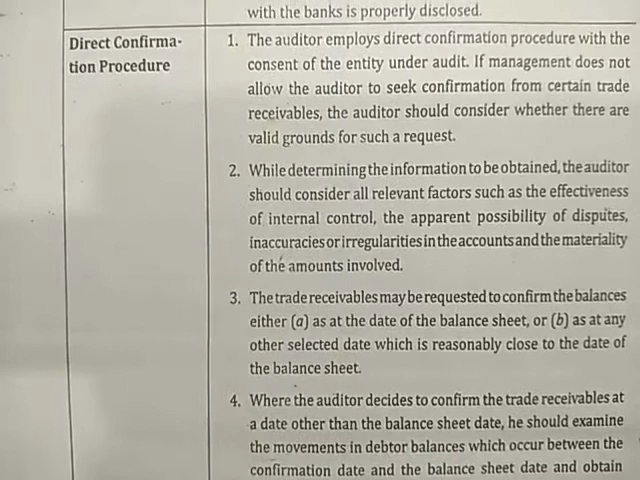 with the banks is properly disclosed.
Direct Confirma-
tion Procedure
1. The auditor employs direct confirmation procedure with the
consent of the entity under audit. If management does not
allow the auditor to seek confirmation from certain trade
receivables, the auditor should consider whether there are
valid grounds for such a request.
2. While determining the information to be obtained, the auditor
should consider all relevant factors such as the effectiveness
of internal control, the apparent possibility of disputes,
inaccuracies or irregularities in the accounts and the materiality
of the amounts involved.
3. The trade receivables may be requested to confirm the balances
either (a) as at the date of the balance sheet, or (b) as at any
other selected date which is reasonably close to the date of
the balance sheet.
4. Where the auditor decides to confirm the trade receivables at
a date other than the balance sheet date, he should examine
the movements in debtor balances which occur between the
confirmation date and the balance sheet date and obtain